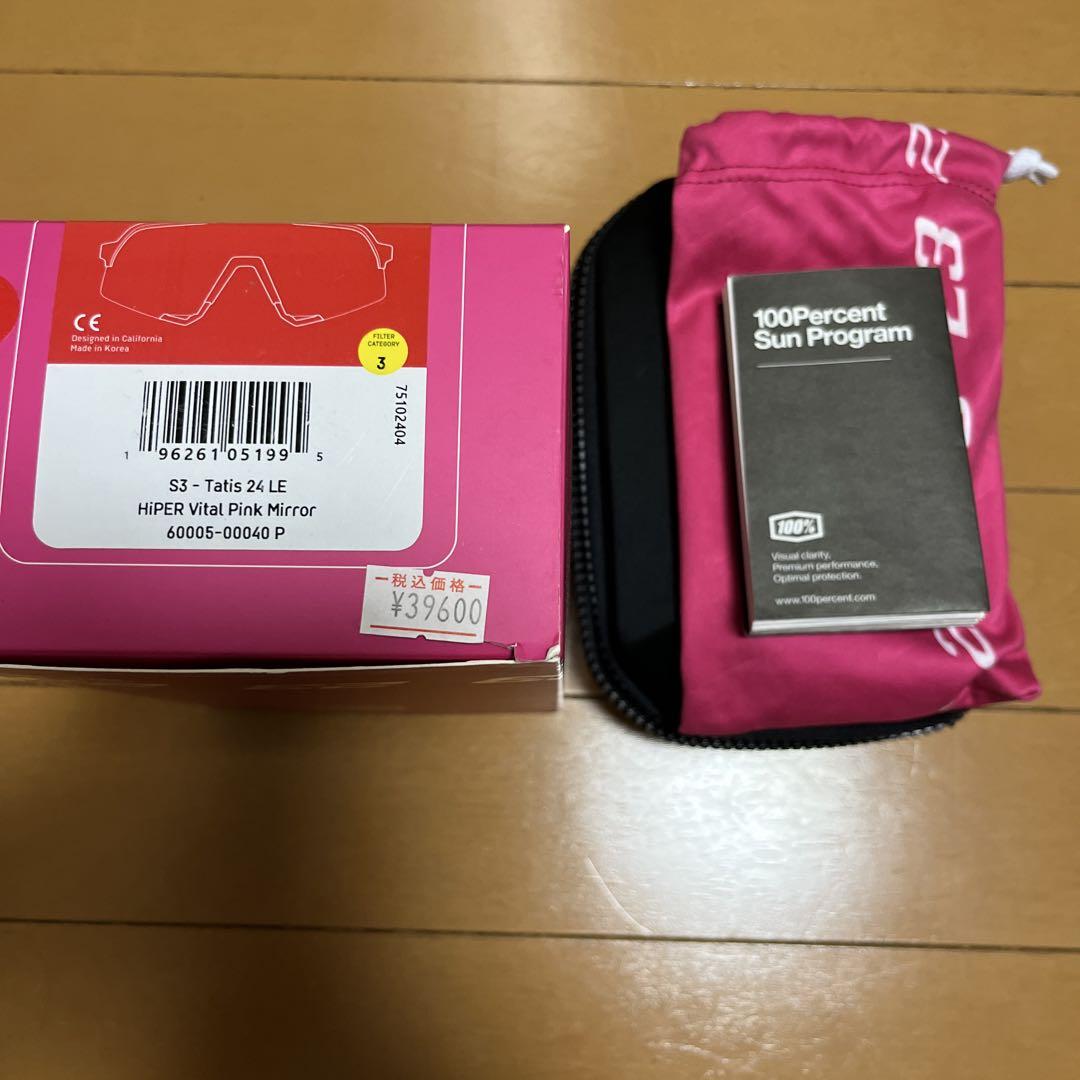 CE
Designed in California
Made in Korea
FILTER
CATEGORY
3
75102404
1 96261 05199 5
S3 - Tatis 24 LE
HiPER Vital Pink Mirror
60005-00040 P
税込価格
¥39600
100Percent
Sun Program
100%
Visual clarity.
Premium performance.
Optimal protection.
www.100percent.com
23